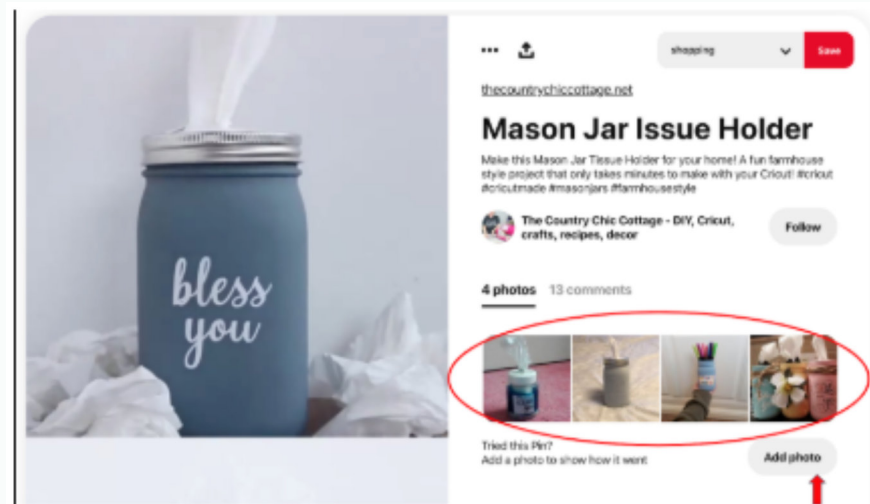 bless
you
shopping
Save
thecountrychiccottage.net
Mason Jar Issue Holder
Make this Mason Jar Tissue Holder for your home! A fun farmhouse
style project that only takes minutes to make with your Cricut! #cricut
#cricutmade #masonjars #farmhousestyle
The Country Chic Cottage - DIY, Cricut,
crafts, recipes, decor
Follow
4 photos 13 comments
Tried this Pin?
Add a photo to show how it went
Add photo